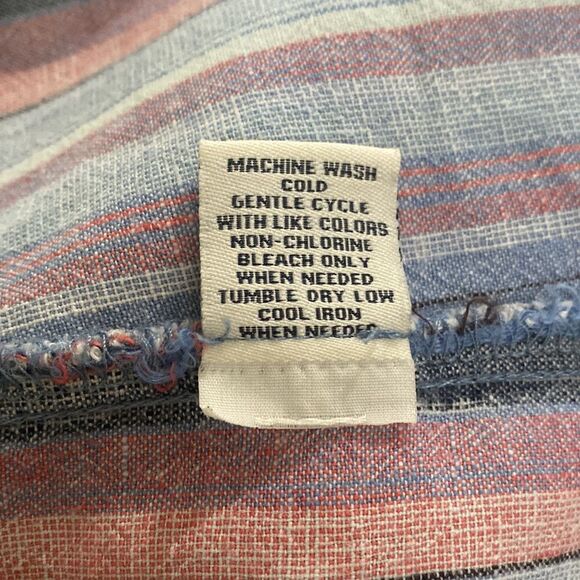 MACHINE WASH
COLD
GENTLE CYCLE
WITH LIKE COLORS
NON-CHLORINE
BLEACH ONLY
WHEN NEEDED
TUMBLE DRY LOW
COOL IRON
WHEN NEEDED